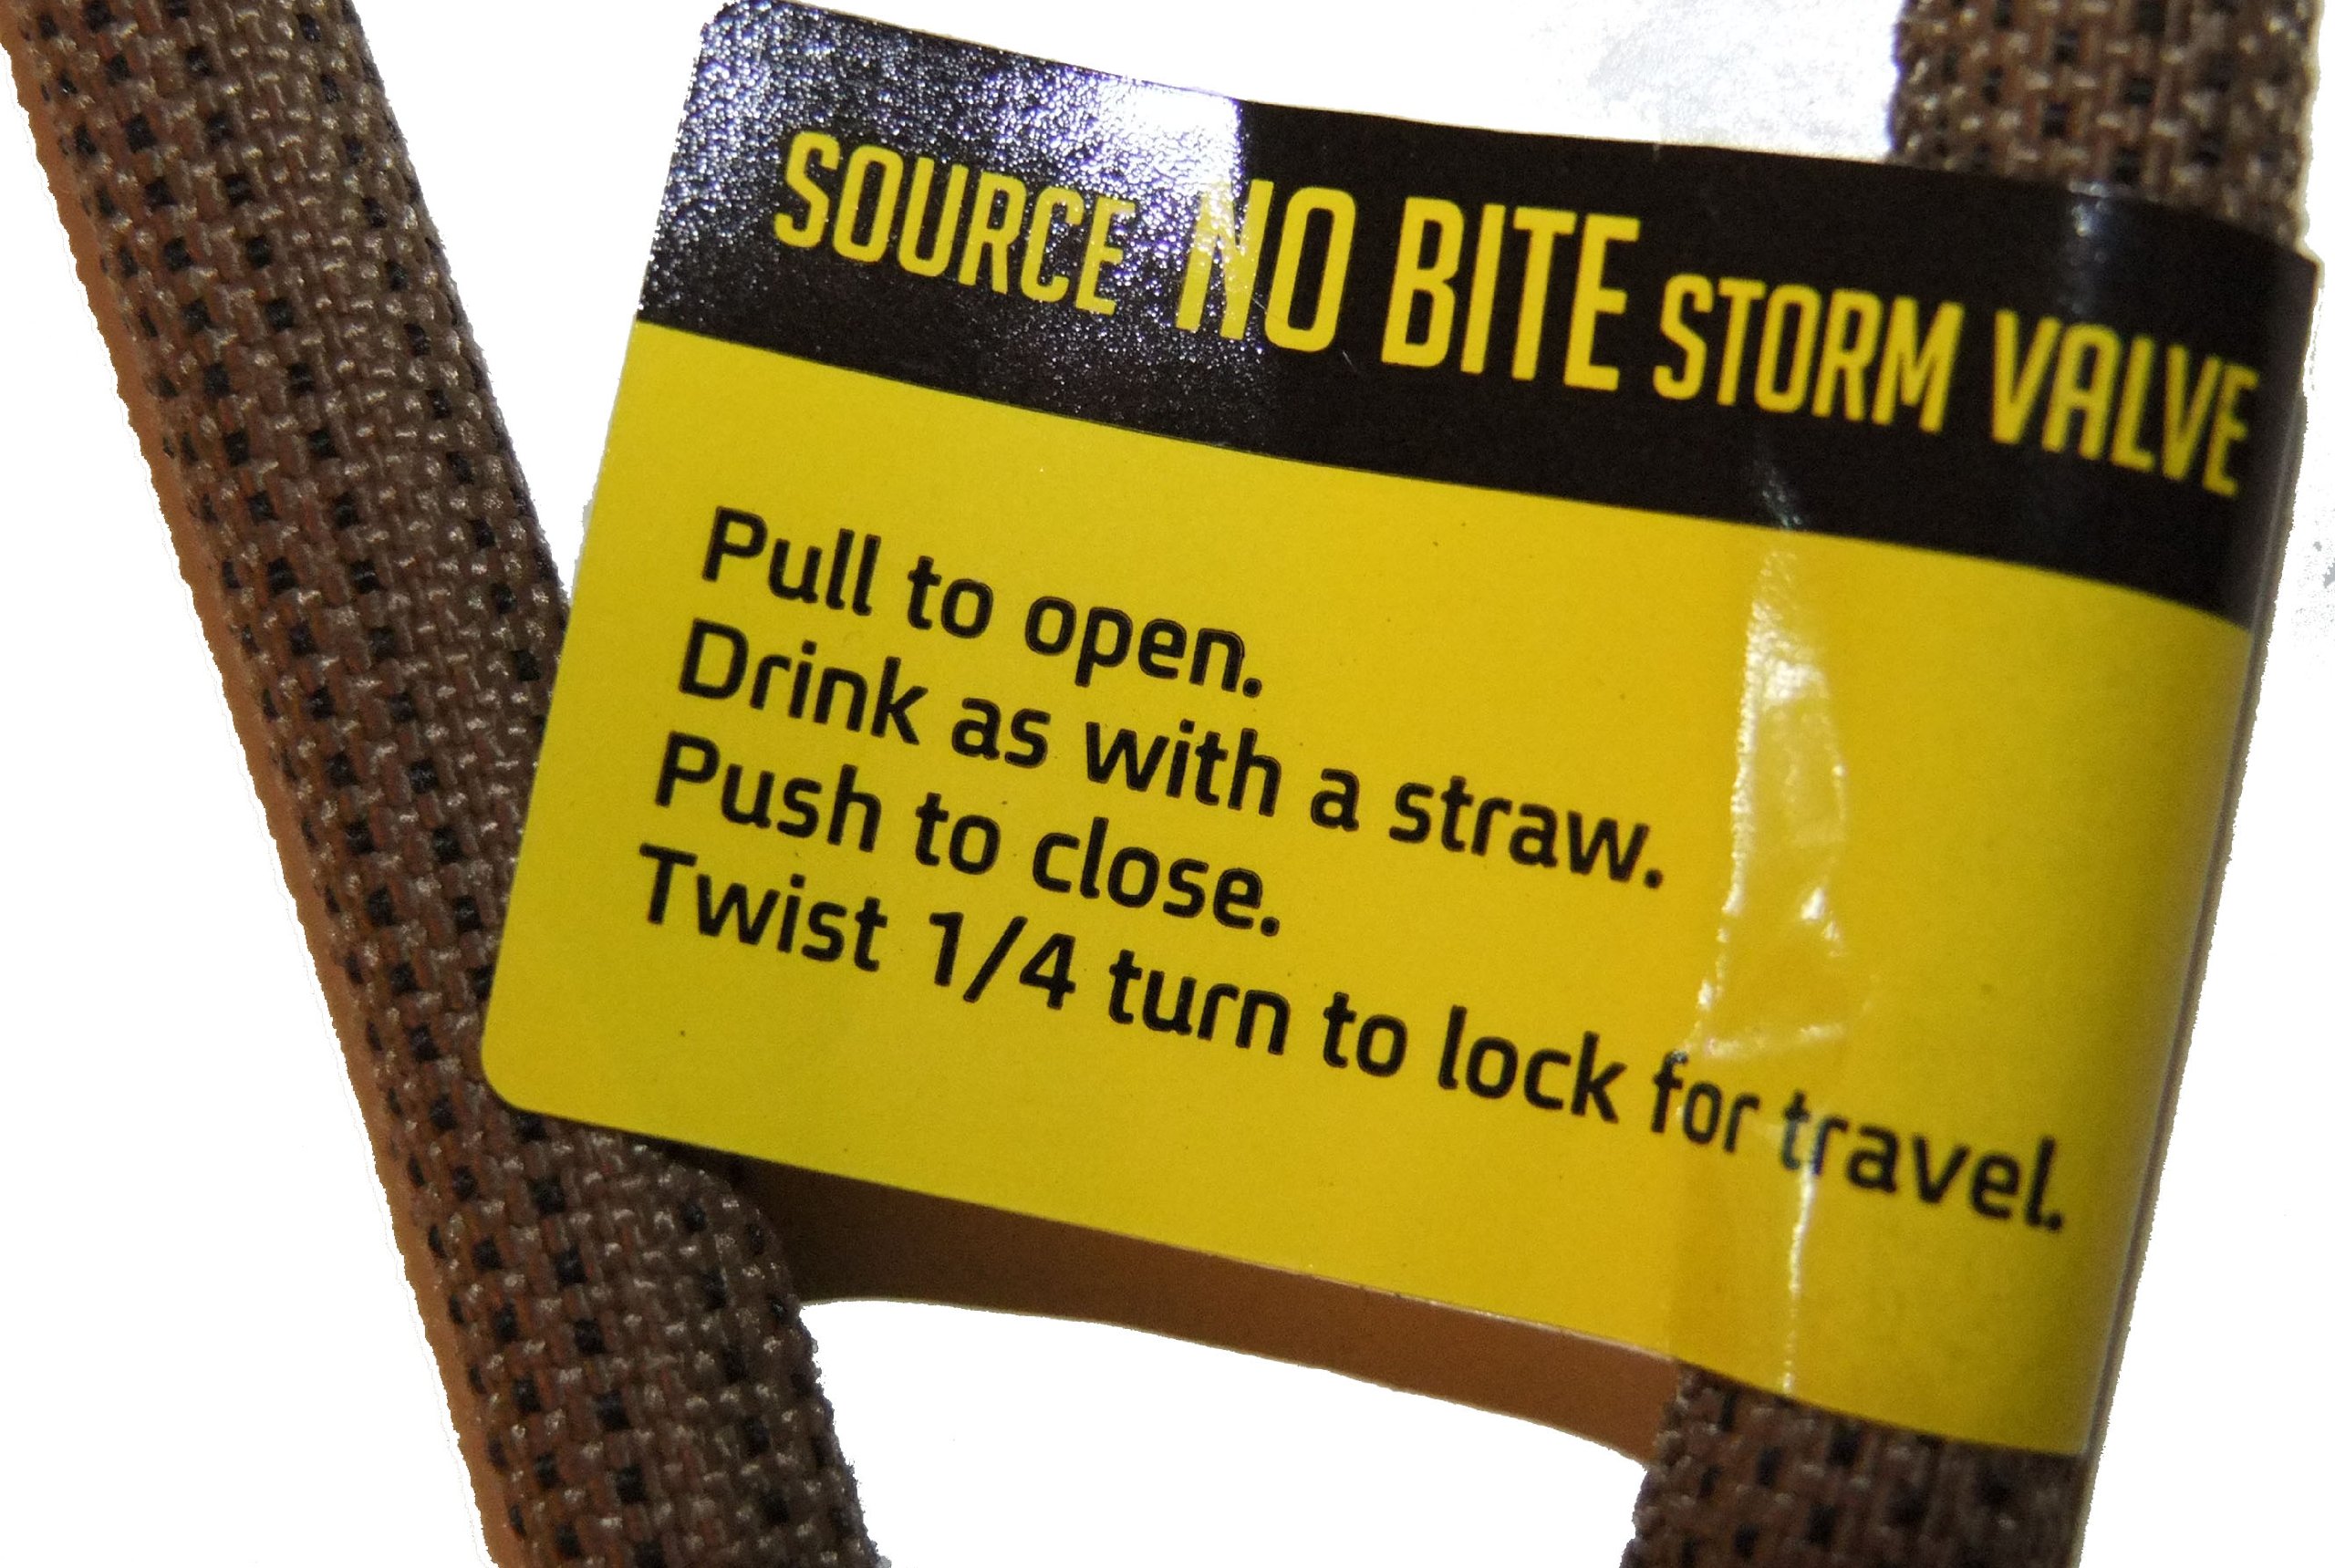 SOURCE NO BITE STORM VALVE
Pull to open.
Drink as with a straw.
Push to close.
Twist 1/4 turn to lock for travel.